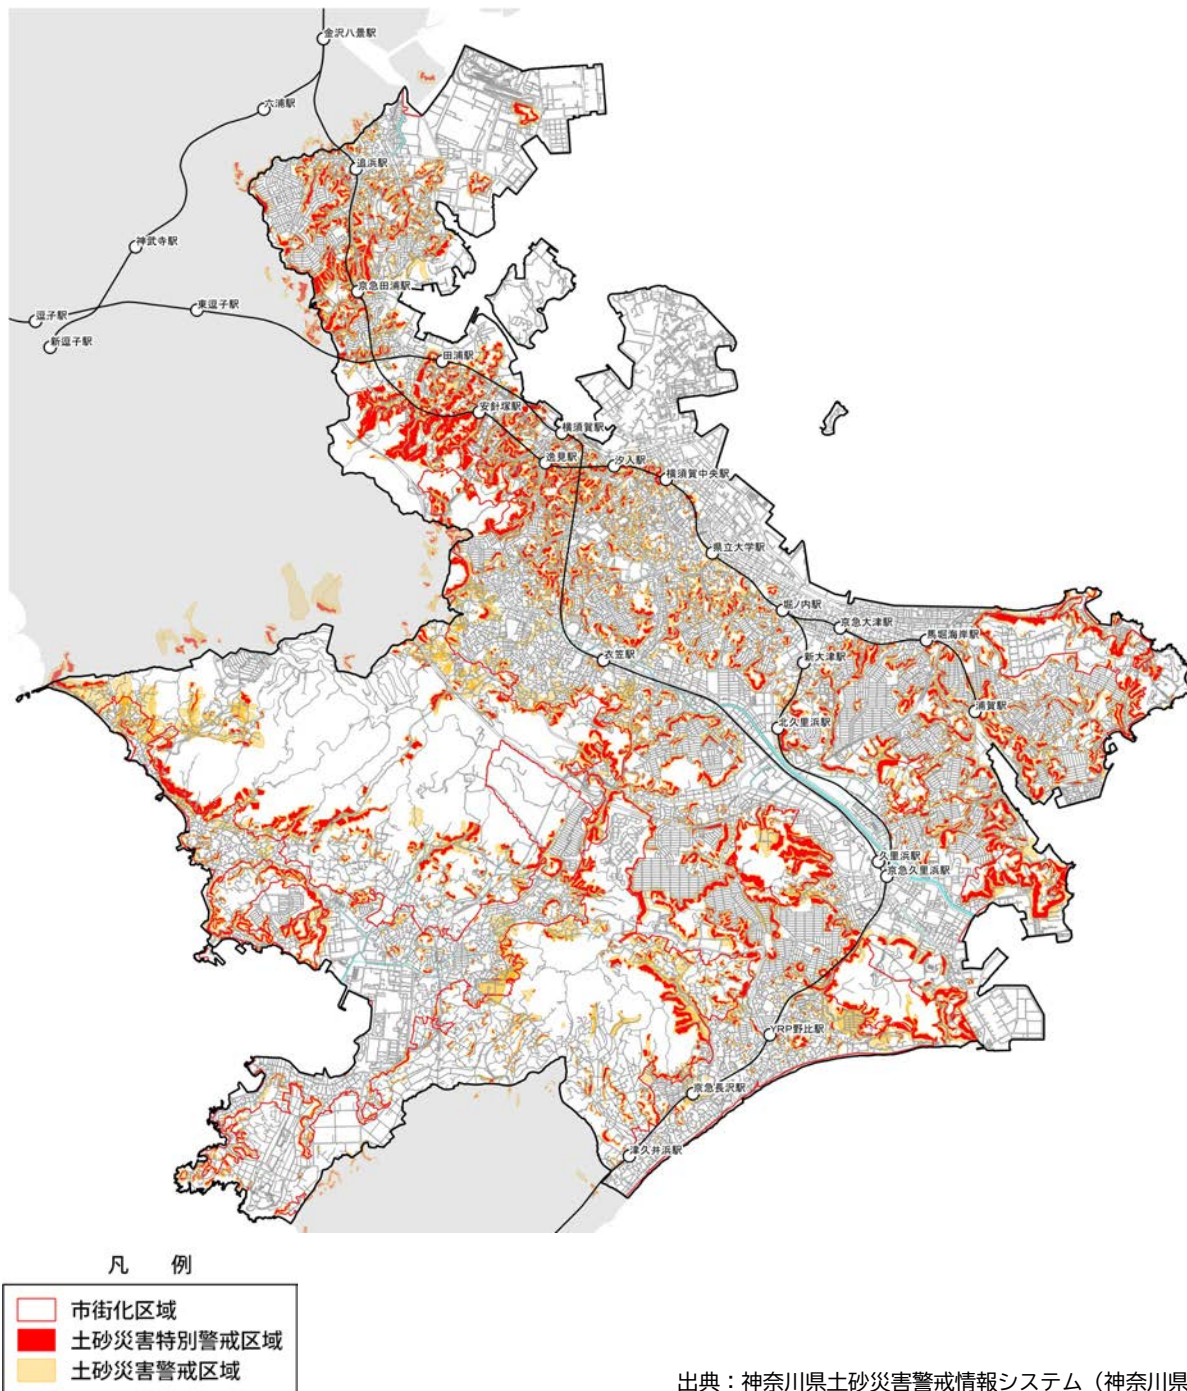 金沢八景駅
六浦駅
追浜駅
神武寺駅
京急田浦駅
東逗子駅
逗子駅
新逗子駅
田浦駅
安針塚駅
横須賀駅
逸見駅
汐入駅
横須賀中央駅
県立大学駅
堀ノ内駅
京急大津駅
馬堀海岸駅
衣笠駅
新大津駅
浦賀駅
北久里浜駅
久里浜駅
京急久里浜駅
YRP野比駅
京急長沢駅
津久井浜駅
凡 例
市街化区域
土砂災害特別警戒区域
土砂災害警戒区域
出典：神奈川県土砂災害警戒情報システム（神奈川県